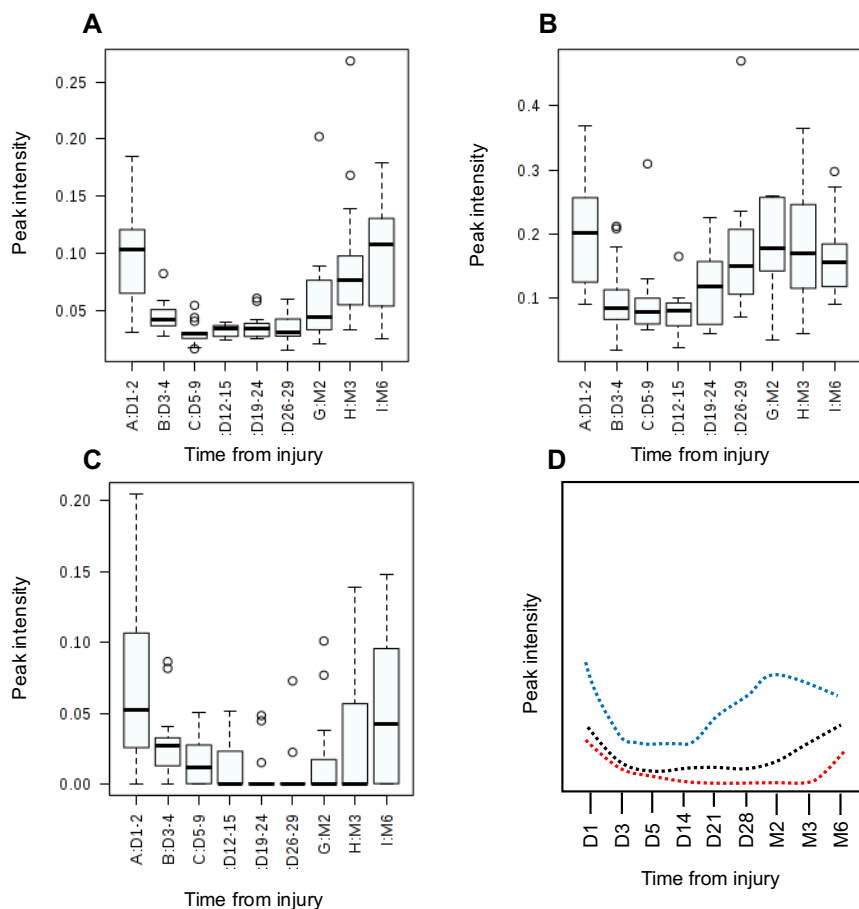 A
Peak intensity
0.25
0.20
0.15
0.10
0.05
A:D1-2
B:D3-4
C:D5-9
:D12-15
:D19-24
:D26-29
G:M2
H:M3
I:M6
Time from injury
B
Peak intensity
0.4
0.3
0.2
0.1
A:D1-2
B:D3-4
C:D5-9
:D12-15
:D19-24
:D26-29
G:M2
H:M3
I:M6
Time from injury
C
Peak intensity
0.20
0.15
0.10
0.05
0.00
A:D1-2
B:D3-4
C:D5-9
:D12-15
:D19-24
:D26-29
G:M2
H:M3
I:M6
Time from injury
D
Peak intensity
D1
D3
D5
D14
D21
D28
M2
M3
M6
Time from injury